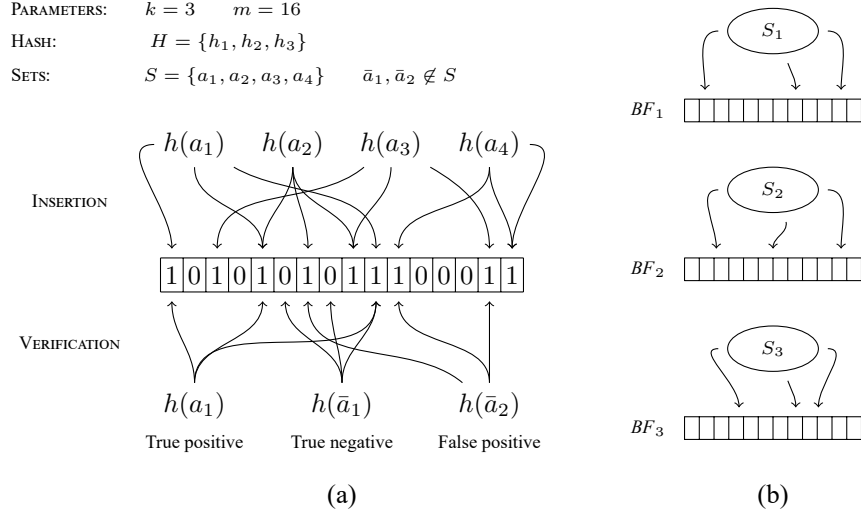 PARAMETERS: k = 3 m = 16
HASH: H = {h₁, h₂, h₃}
SETS: S = {a₁, a₂, a₃, a₄} ā₁, ā₂ ∉ S
h(a₁) h(a₂) h(a₃) h(a₄)
INSERTION
1 0 1 0 1 0 1 0 1 1 1 0 0 0 1 1
VERIFICATION
h(a₁) h(ā₁) h(ā₂)
True positive True negative False positive
(a)
S₁
BF₁
S₂
BF₂
S₃
BF₃
(b)